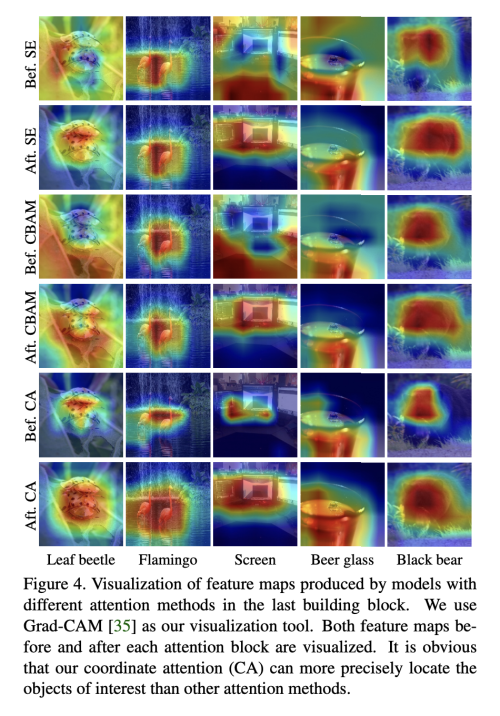 Bef. SE
Aft. SE
Bef. CBAM
Aft. CBAM
Bef. CA
Aft. CA
Leaf beetle Flamingo Screen Beer glass Black bear
Figure 4. Visualization of feature maps produced by models with
different attention methods in the last building block. We use
Grad-CAM [35] as our visualization tool. Both feature maps be-
fore and after each attention block are visualized. It is obvious
that our coordinate attention (CA) can more precisely locate the
objects of interest than other attention methods.